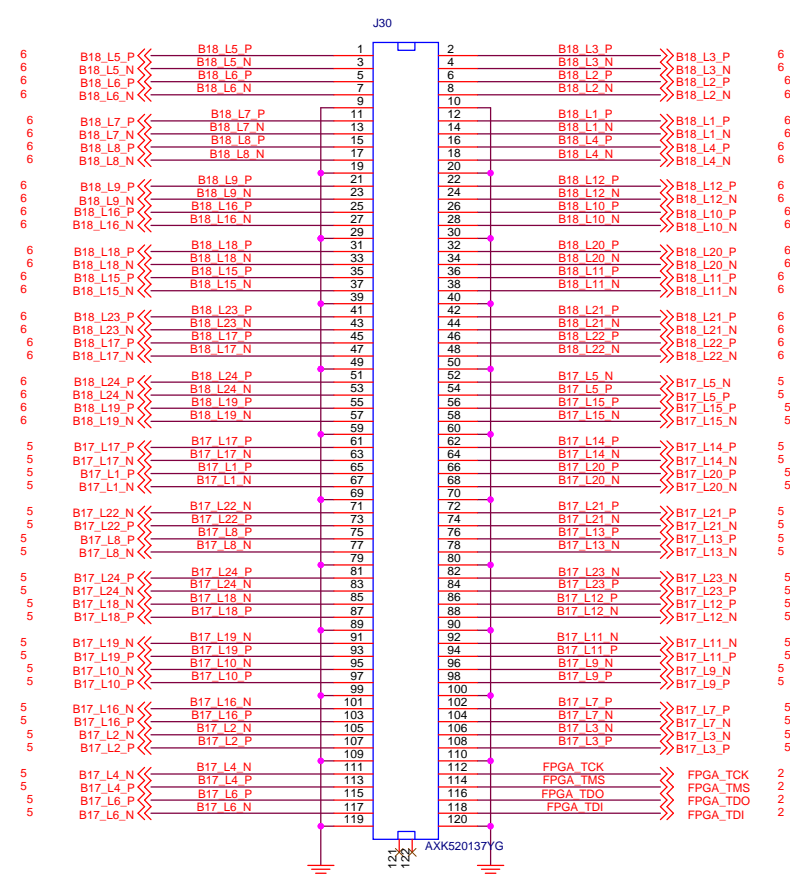 J30
6 B18_L5_P B18_L5_P 1 2 B18_L3_P B18_L3_P 6
6 B18_L5_N B18_L5_N 3 4 B18_L3_N B18_L3_N 6
6 B18_L6_P B18_L6_P 5 6 B18_L2_P B18_L2_P 6
6 B18_L6_N B18_L6_N 7 8 B18_L2_N B18_L2_N 6
9 10
6 B18_L7_P B18_L7_P 11 12 B18_L1_P B18_L1_P 6
6 B18_L7_N B18_L7_N 13 14 B18_L1_N B18_L1_N 6
6 B18_L8_P B18_L8_P 15 16 B18_L4_P B18_L4_P 6
6 B18_L8_N B18_L8_N 17 18 B18_L4_N B18_L4_N 6
19 20
6 B18_L9_P B18_L9_P 21 22 B18_L12_P B18_L12_P 6
6 B18_L9_N B18_L9_N 23 24 B18_L12_N B18_L12_N 6
6 B18_L16_P B18_L16_P 25 26 B18_L10_P B18_L10_P 6
6 B18_L16_N B18_L16_N 27 28 B18_L10_N B18_L10_N 6
29 30
6 B18_L18_P B18_L18_P 31 32 B18_L20_P B18_L20_P 6
6 B18_L18_N B18_L18_N 33 34 B18_L20_N B18_L20_N 6
6 B18_L15_P B18_L15_P 35 36 B18_L11_P B18_L11_P 6
6 B18_L15_N B18_L15_N 37 38 B18_L11_N B18_L11_N 6
39 40
6 B18_L23_P B18_L23_P 41 42 B18_L21_P B18_L21_P 6
6 B18_L23_N B18_L23_N 43 44 B18_L21_N B18_L21_N 6
6 B18_L17_P B18_L17_P 45 46 B18_L22_P B18_L22_P 6
6 B18_L17_N B18_L17_N 47 48 B18_L22_N B18_L22_N 6
49 50
6 B18_L24_P B18_L24_P 51 52 B17_L5_N B17_L5_N 5
6 B18_L24_N B18_L24_N 53 54 B17_L5_P B17_L5_P 5
6 B18_L19_P B18_L19_P 55 56 B17_L15_P B17_L15_P 5
6 B18_L19_N B18_L19_N 57 58 B17_L15_N B17_L15_N 5
59 60
5 B17_L17_P B17_L17_P 61 62 B17_L14_P B17_L14_P 5
5 B17_L17_N B17_L17_N 63 64 B17_L14_N B17_L14_N 5
5 B17_L1_P B17_L1_P 65 66 B17_L20_P B17_L20_P 5
5 B17_L1_N B17_L1_N 67 68 B17_L20_N B17_L20_N 5
69 70
5 B17_L22_N B17_L22_N 71 72 B17_L21_P B17_L21_P 5
5 B17_L22_P B17_L22_P 73 74 B17_L21_N B17_L21_N 5
5 B17_L8_P B17_L8_P 75 76 B17_L13_P B17_L13_P 5
5 B17_L8_N B17_L8_N 77 78 B17_L13_N B17_L13_N 5
79 80
5 B17_L24_P B17_L24_P 81 82 B17_L23_N B17_L23_N 5
5 B17_L24_N B17_L24_N 83 84 B17_L23_P B17_L23_P 5
5 B17_L18_N B17_L18_N 85 86 B17_L12_P B17_L12_P 5
5 B17_L18_P B17_L18_P 87 88 B17_L12_N B17_L12_N 5
89 90
5 B17_L19_N B17_L19_N 91 92 B17_L11_N B17_L11_N 5
5 B17_L19_P B17_L19_P 93 94 B17_L11_P B17_L11_P 5
5 B17_L10_N B17_L10_N 95 96 B17_L9_N B17_L9_N 5
5 B17_L10_P B17_L10_P 97 98 B17_L9_P B17_L9_P 5
99 100
5 B17_L16_N B17_L16_N 101 102 B17_L7_P B17_L7_P 5
5 B17_L16_P B17_L16_P 103 104 B17_L7_N B17_L7_N 5
5 B17_L2_N B17_L2_N 105 106 B17_L3_N B17_L3_N 5
5 B17_L2_P B17_L2_P 107 108 B17_L3_P B17_L3_P 5
109 110
5 B17_L4_N B17_L4_N 111 112 FPGA_TCK FPGA_TCK 2
5 B17_L4_P B17_L4_P 113 114 FPGA_TMS FPGA_TMS 2
5 B17_L6_P B17_L6_P 115 116 FPGA_TDO FPGA_TDO 2
5 B17_L6_N B17_L6_N 117 118 FPGA_TDI FPGA_TDI 2
119 120
121 122 AXK520137YG